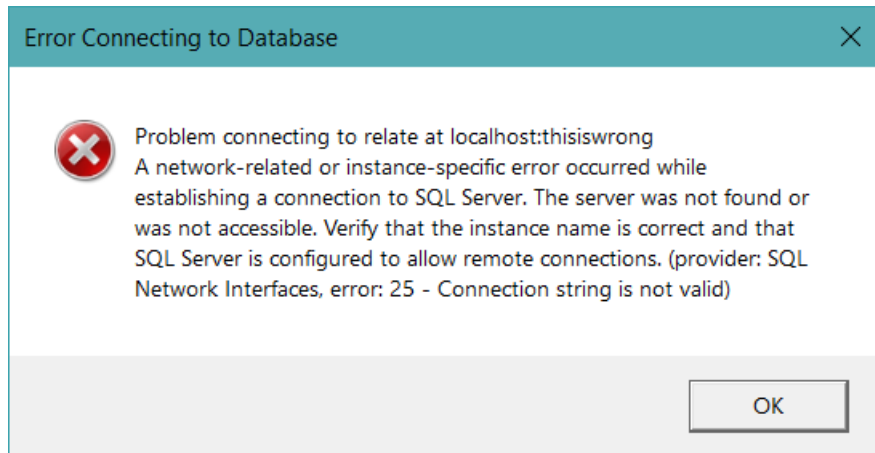 Error Connecting to Database
Problem connecting to relate at localhost:thisiswrong
A network-related or instance-specific error occurred while
establishing a connection to SQL Server. The server was not found or
was not accessible. Verify that the instance name is correct and that
SQL Server is configured to allow remote connections. (provider: SQL
Network Interfaces, error: 25 - Connection string is not valid)
OK